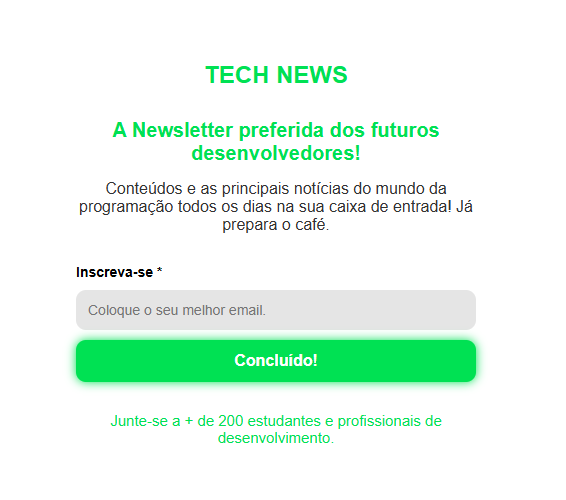 TECH NEWS
A Newsletter preferida dos futuros
desenvolvedores!
Conteúdos e as principais notícias do mundo da
programação todos os dias na sua caixa de entrada! Já
prepara o café.
Inscreva-se *
Coloque o seu melhor email.
Concluído!
Junte-se a + de 200 estudantes e profissionais de
desenvolvimento.